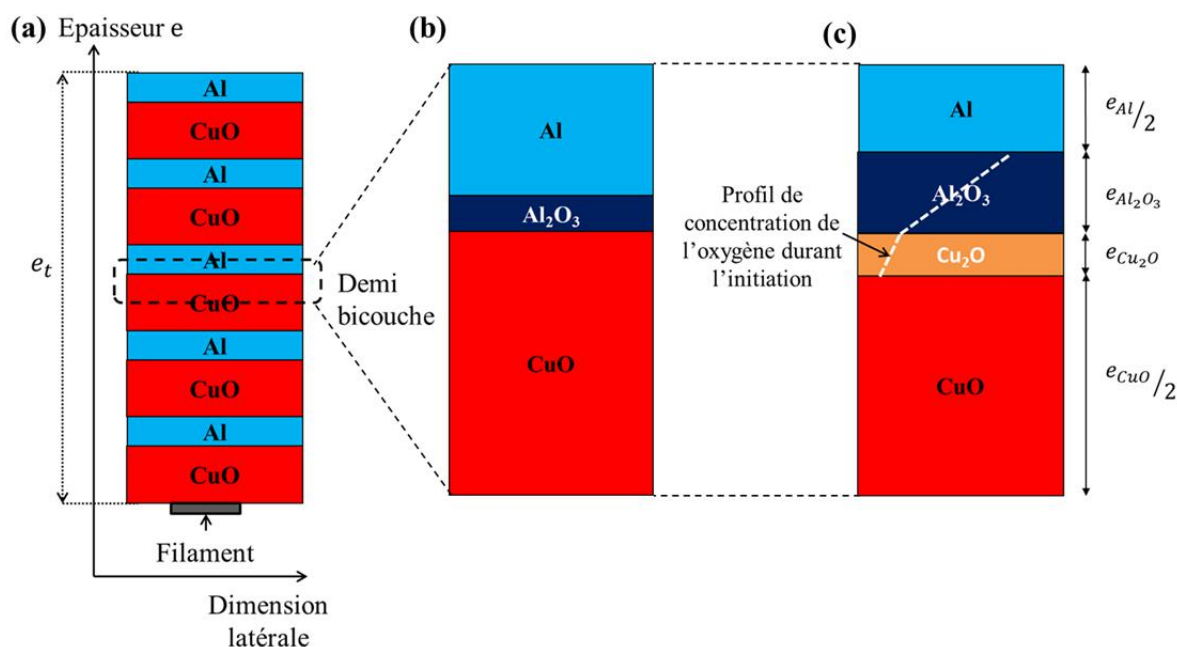 (a)
Epaisseur e
Al
CuO
Al
CuO
Al
CuO
Al
CuO
Al
CuO
e_t
Demi
bicouche
Filament
Dimension
latérale
(b)
Al
Al₂O₃
CuO
Profil de
concentration de
l’oxygène durant
l’initiation
(c)
Al
Al₂O₃
Cu₂O
CuO
e_Al/2
e_Al₂O₃
e_Cu₂O
e_CuO/2